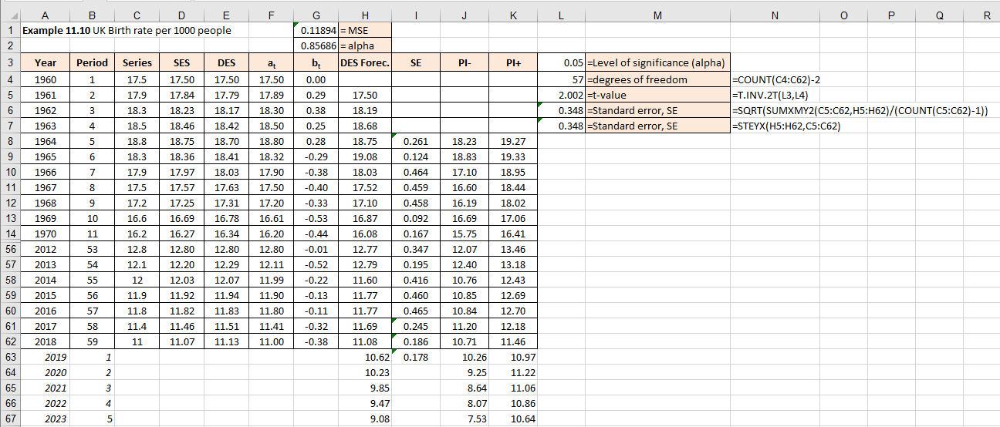 A B C D E F G H I J K L M N O P Q R
1 Example 11.10 UK Birth rate per 1000 people 0.11894 = MSE
2 0.85686 = alpha
3 Year Period Series SES DES at bt DES Forec. SE PI- PI+ 0.05 =Level of significance (alpha)
4 1960 1 17.5 17.50 17.50 17.50 0.00 57 =degrees of freedom =COUNT(C4:C62)-2
5 1961 2 17.9 17.84 17.79 17.89 0.29 17.50 2.002 =t-value =T.INV.2T(L3,L4)
6 1962 3 18.3 18.23 18.17 18.30 0.38 18.19 0.348 =Standard error, SE =SQRT(SUMXMY2(C5:C62,H5:H62)/(COUNT(C5:C62)-1))
7 1963 4 18.5 18.46 18.42 18.50 0.25 18.68 0.348 =Standard error, SE =STEYX(H5:H62,C5:C62)
8 1964 5 18.8 18.75 18.70 18.80 0.28 18.75 0.261 18.23 19.27
9 1965 6 18.3 18.36 18.41 18.32 -0.29 19.08 0.124 18.83 19.33
10 1966 7 17.9 17.97 18.03 17.90 -0.38 18.03 0.464 17.10 18.95
11 1967 8 17.5 17.57 17.63 17.50 -0.40 17.52 0.459 16.60 18.44
12 1968 9 17.2 17.25 17.31 17.20 -0.33 17.10 0.458 16.19 18.02
13 1969 10 16.6 16.69 16.78 16.61 -0.53 16.87 0.092 16.69 17.06
14 1970 11 16.2 16.27 16.34 16.20 -0.44 16.08 0.167 15.75 16.41
56 2012 53 12.8 12.80 12.80 12.80 -0.01 12.77 0.347 12.07 13.46
57 2013 54 12.1 12.20 12.29 12.11 -0.52 12.79 0.195 12.40 13.18
58 2014 55 12 12.03 12.07 11.99 -0.22 11.60 0.416 10.76 12.43
59 2015 56 11.9 11.92 11.94 11.90 -0.13 11.77 0.460 10.85 12.69
60 2016 57 11.8 11.82 11.83 11.80 -0.11 11.77 0.465 10.84 12.70
61 2017 58 11.4 11.46 11.51 11.41 -0.32 11.69 0.245 11.20 12.18
62 2018 59 11 11.07 11.13 11.00 -0.38 11.08 0.186 10.71 11.46
63 2019 1 10.62 0.178 10.26 10.97
64 2020 2 10.23 9.25 11.22
65 2021 3 9.85 8.64 11.06
66 2022 4 9.47 8.07 10.86
67 2023 5 9.08 7.53 10.64